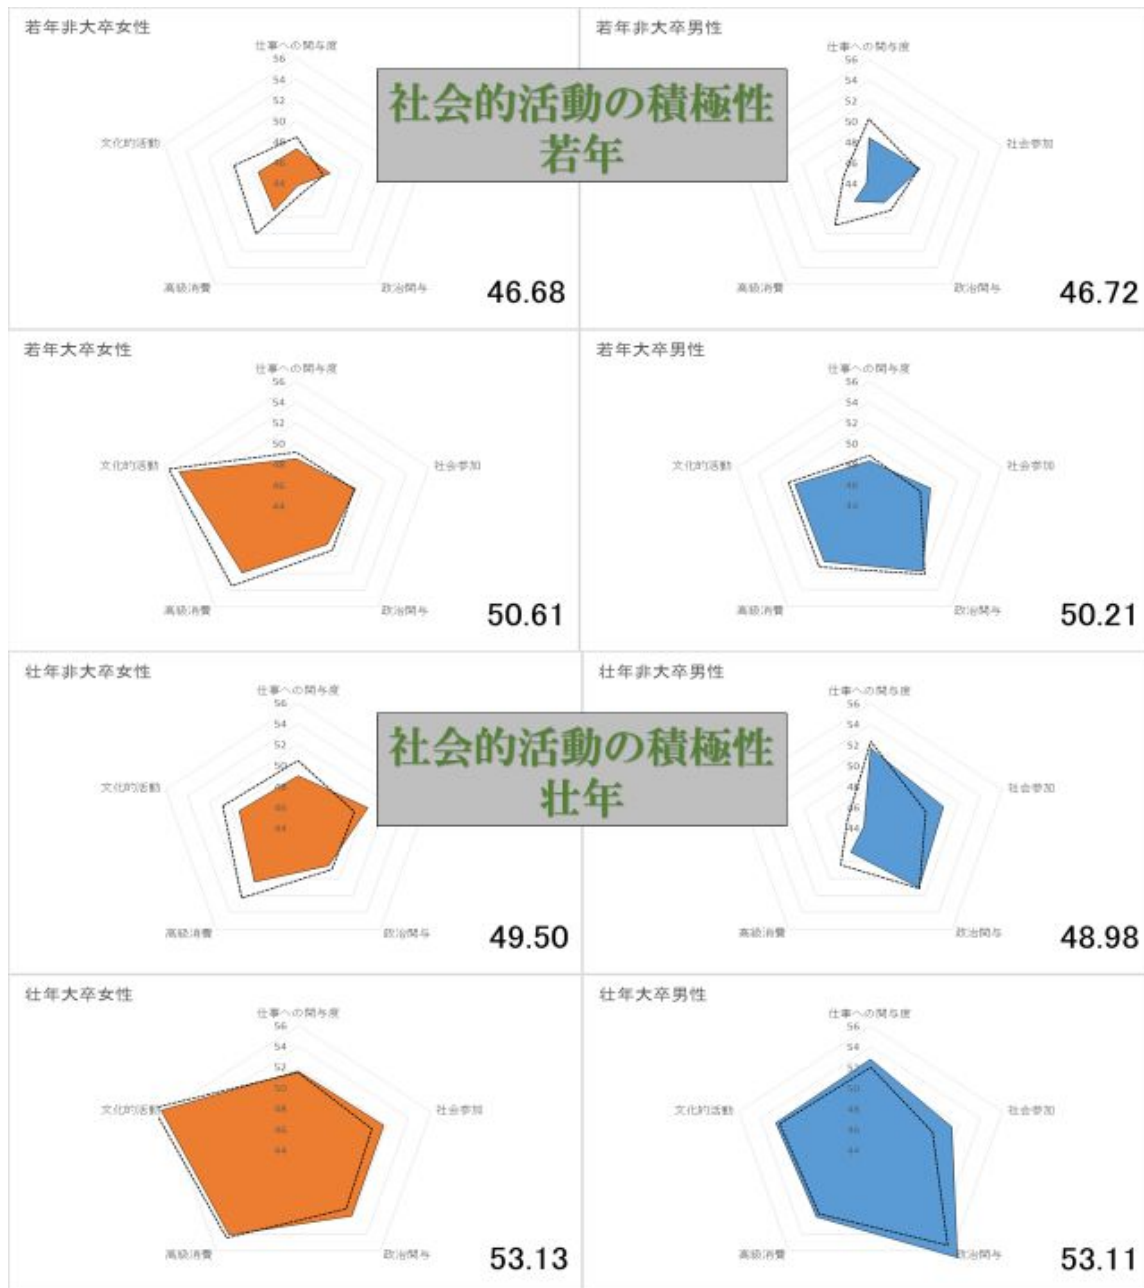 若年非大卒女性
仕事への関与度
56
54
52
50
48
46
44
文化的活動
高級消費
政治関与
46.68
若年非大卒男性
仕事への関与度
56
54
52
50
48
46
44
社会参加
高級消費
政治関与
46.72
社会的活動の積極性
若年
若年大卒女性
仕事への関与度
56
54
52
50
48
46
44
文化的活動
社会参加
高級消費
政治関与
50.61
若年大卒男性
仕事への関与度
56
54
52
50
48
46
44
文化的活動
社会参加
高級消費
政治関与
50.21
壮年非大卒女性
仕事への関与度
56
54
52
50
48
46
44
文化的活動
高級消費
政治関与
49.50
壮年非大卒男性
仕事への関与度
56
54
52
50
48
46
44
社会参加
高級消費
政治関与
48.98
社会的活動の積極性
壮年
壮年大卒女性
仕事への関与度
56
54
52
50
48
46
44
文化的活動
社会参加
高級消費
政治関与
53.13
壮年大卒男性
仕事への関与度
56
54
52
50
48
46
44
文化的活動
社会参加
高級消費
政治関与
53.11